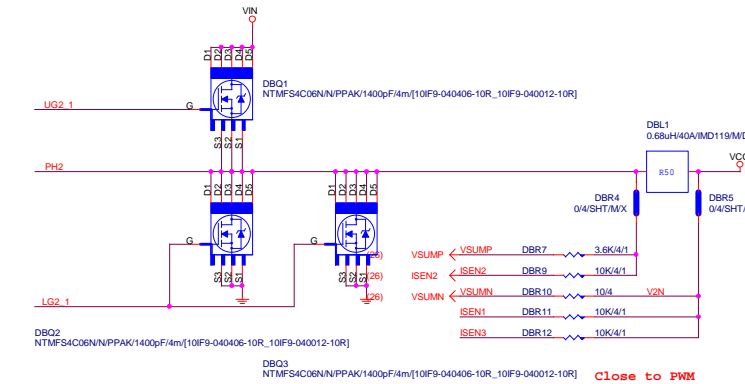 VIN
D1 D2 D3 D4 D5
DBQ1
NTMFS4C06N/N/PPAK/1400pF/4m/[10IF9-040406-10R_10IF9-040012-10R]
UG2_1
G
S3 S2 S1
DBL1
0.68uH/40A/IMD119/M/D
VCC
PH2
R50
D1 D2 D3 D4 D5
D1 D2 D3 D4 D5
DBR4
0/4/SHT/M/X
DBR5
0/4/SHT/
G
G
(26) VSUMP VSUMP DBR7 3.6K/4/1
(26) ISEN2 ISEN2 DBR9 10K/4/1
(26) VSUMN VSUMN DBR10 10/4 V2N
ISEN1 DBR11 10K/4/1
ISEN3 DBR12 10K/4/1
S3 S2 S1
S3 S2 S1
LG2_1
DBQ2
NTMFS4C06N/N/PPAK/1400pF/4m/[10IF9-040406-10R_10IF9-040012-10R]
DBQ3
NTMFS4C06N/N/PPAK/1400pF/4m/[10IF9-040406-10R_10IF9-040012-10R]
Close to PWM